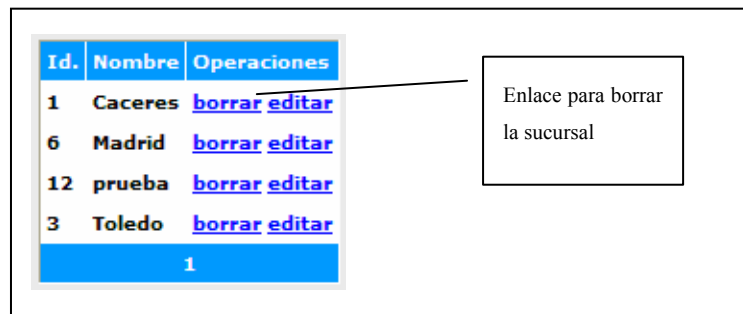 Id. Nombre Operaciones
1 Caceres borrar editar
6 Madrid borrar editar
12 prueba borrar editar
3 Toledo borrar editar
1
Enlace para borrar
la sucursal